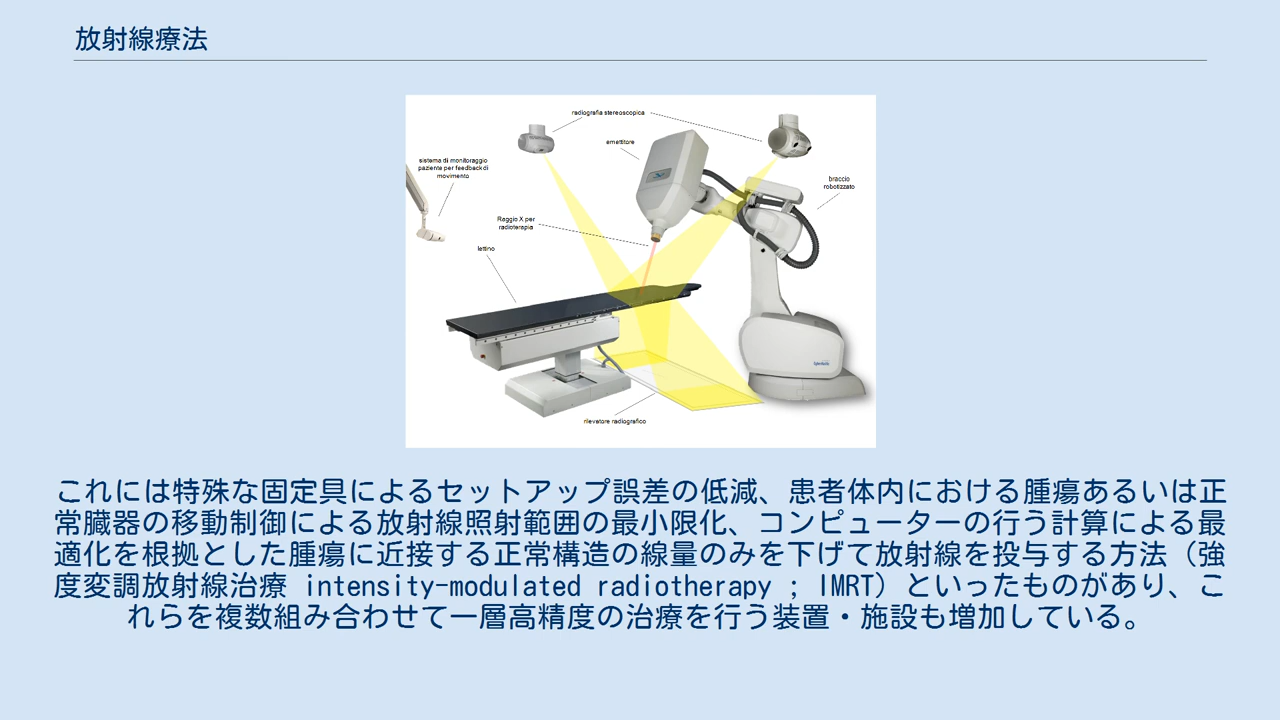 放射線療法
radiografia stereoscopica
emettitore
sistema di monitoraggio
paziente per feedback di
movimento
braccio
robotizzato
Raggio X per
radioterapia
lettino
CyberKnife
rilevatore radiografico
これには特殊な固定具によるセットアップ誤差の低減、患者体内における腫瘍あるいは正
常臓器の移動制御による放射線照射範囲の最小限化、コンピューターの行う計算による最
適化を根拠とした腫瘍に近接する正常構造の線量のみを下げて放射線を投与する方法（強
度変調放射線治療 intensity-modulated radiotherapy ; IMRT）といったものがあり、こ
れらを複数組み合わせて一層高精度の治療を行う装置・施設も増加している。